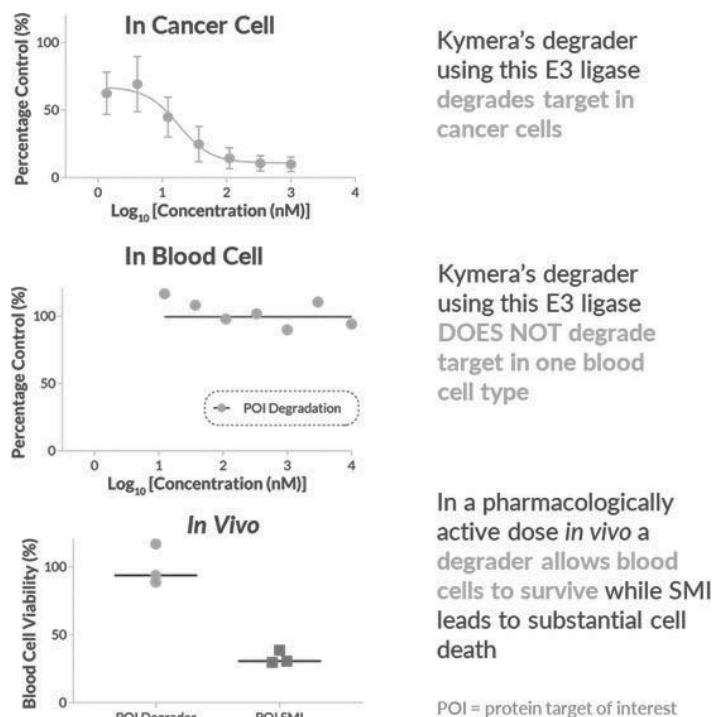 In Cancer Cell
Percentage Control (%)
100
50
0
0 1 2 3 4
Log10 [Concentration (nM)]
Kymera's degrader
using this E3 ligase
degrades target in
cancer cells
In Blood Cell
Percentage Control (%)
100
50
0
POI Degradation
0 1 2 3 4
Log10 [Concentration (nM)]
Kymera's degrader
using this E3 ligase
DOES NOT degrade
target in one blood
cell type
In Vivo
Blood Cell Viability (%)
100
50
0
POI Degrader POI SMI
In a pharmacologically
active dose in vivo a
degrader allows blood
cells to survive while SMI
leads to substantial cell
death
POI = protein target of interest